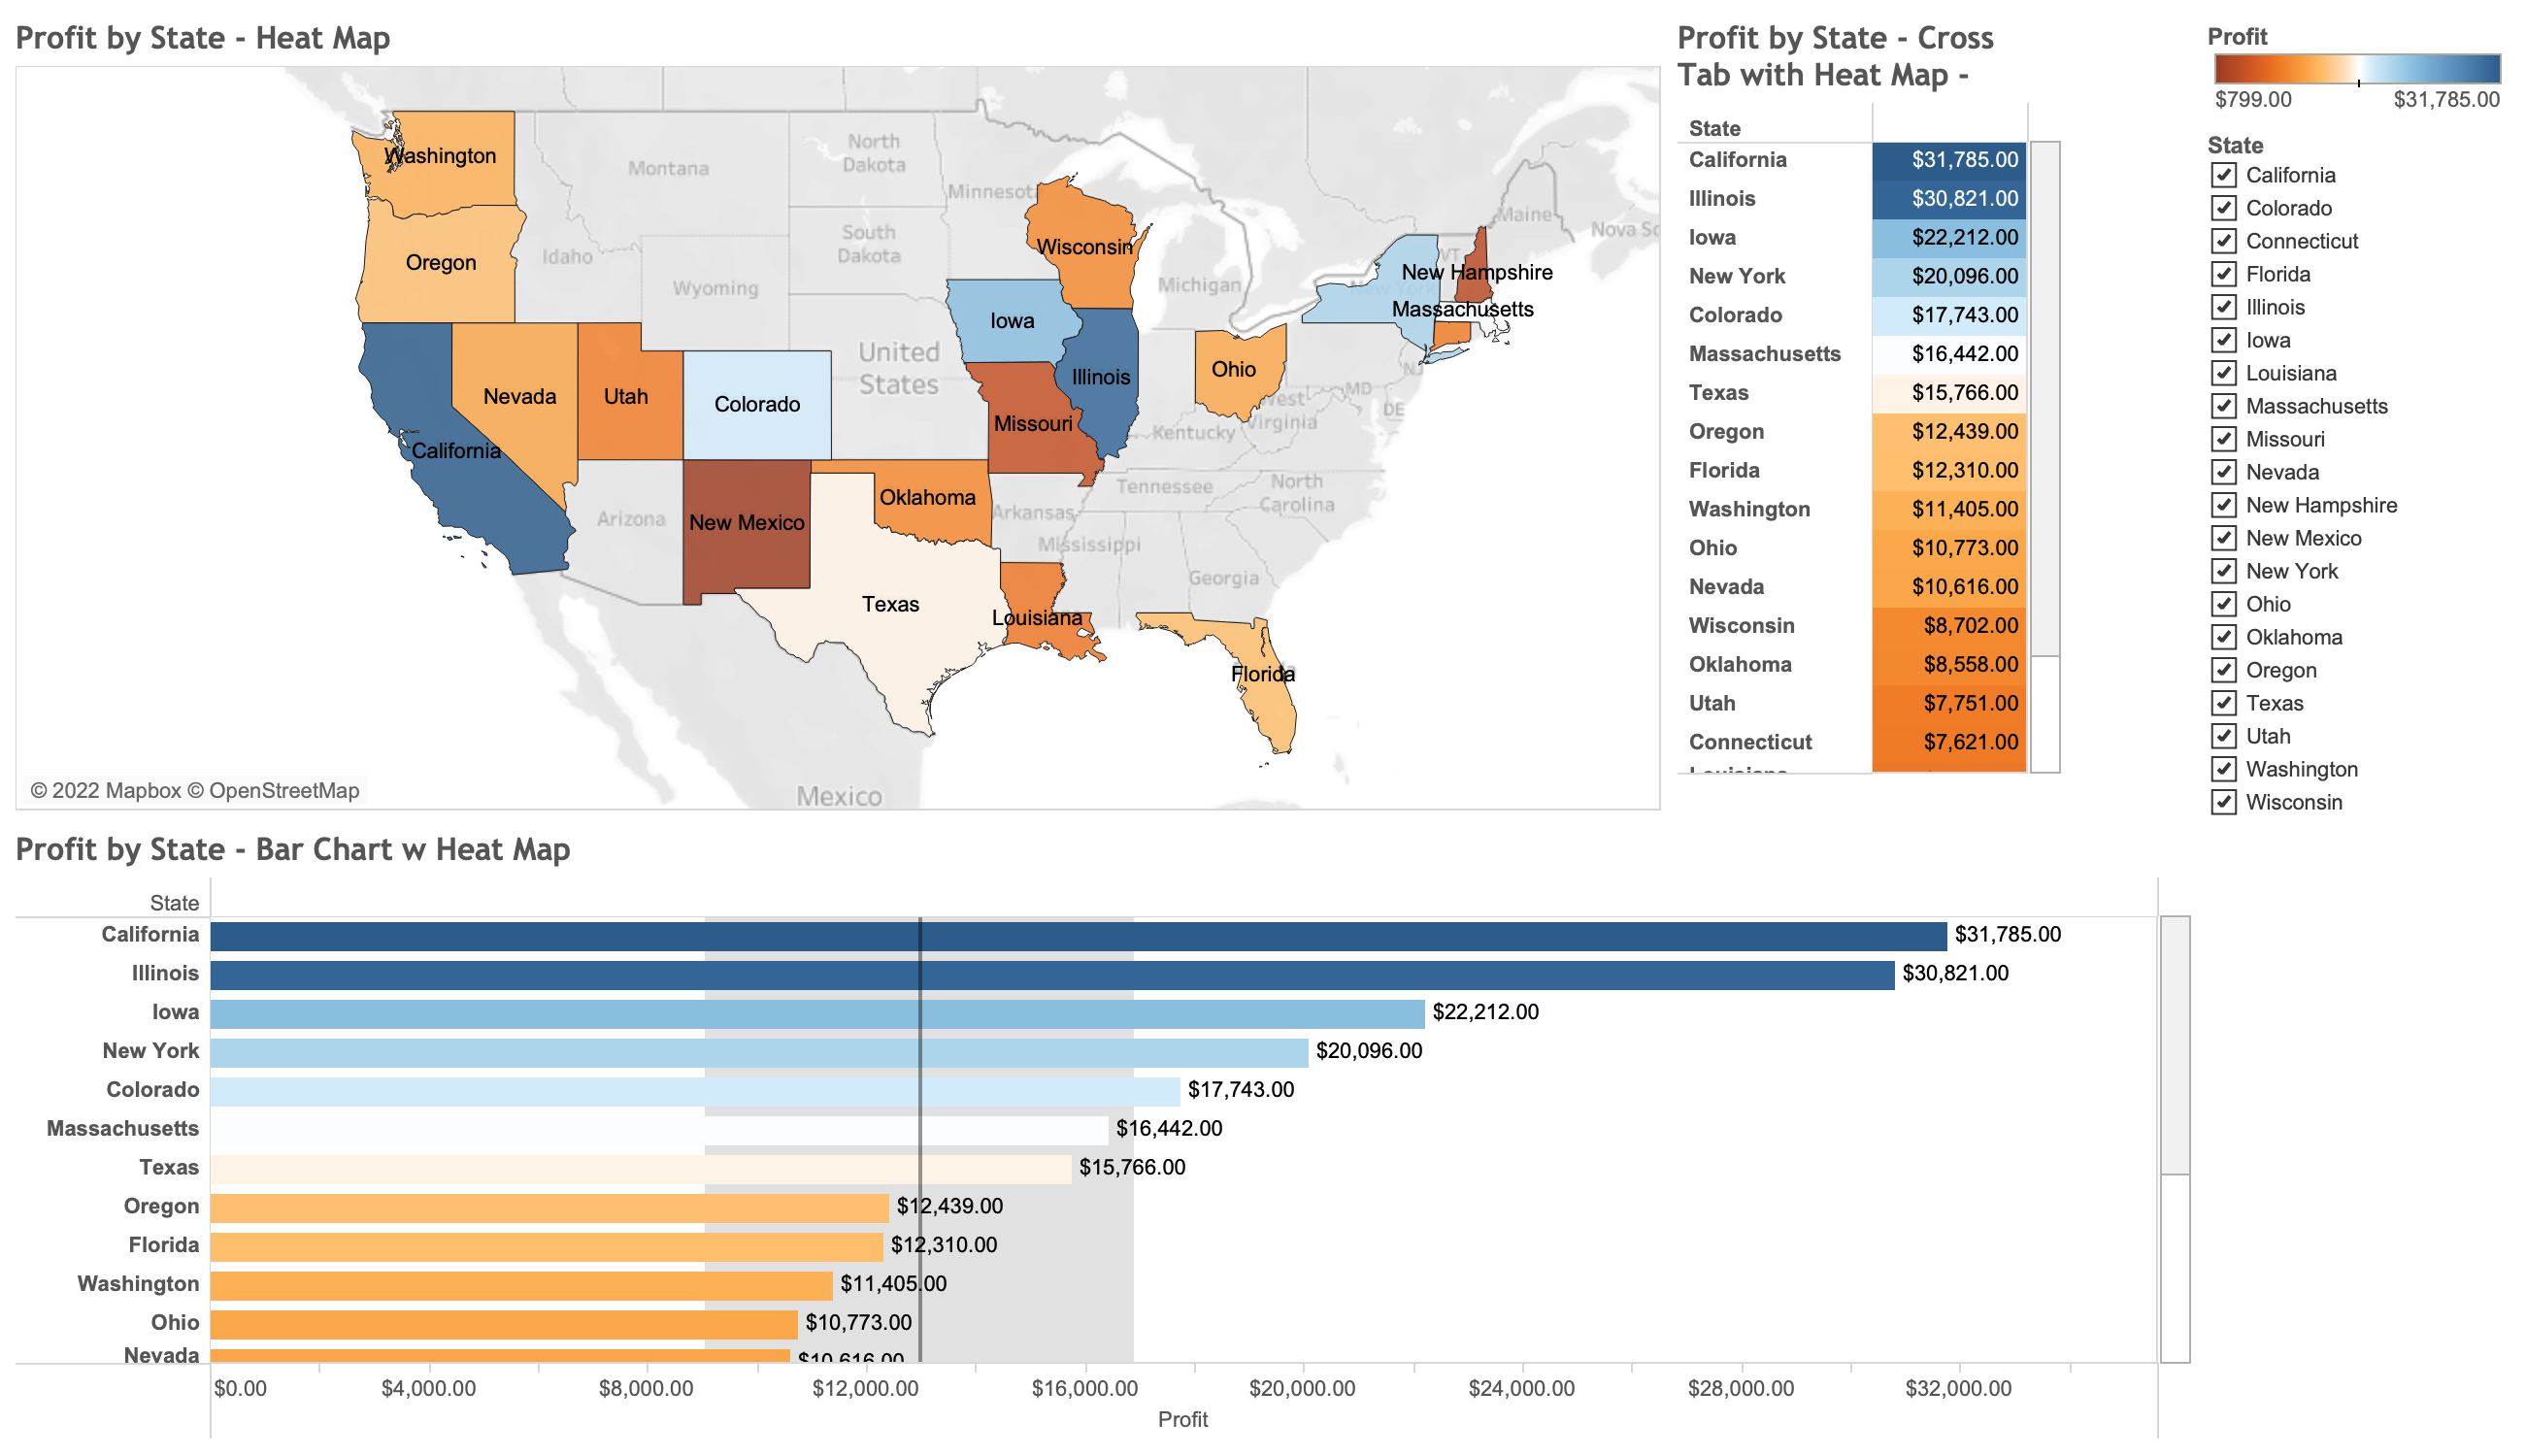 Profit by State - Heat Map
Washington
Montana
North
Dakota
Minnesot
Oregon
Idaho
South
Dakota
Wisconsin
Wyoming
Michigan
Maine
Nova Sc
VT
New Hampshire
New York
Massachusetts
Iowa
United
States
Nevada
Utah
Colorado
Illinois
Ohio
NJ
MD
DE
West
Virginia
California
Missouri
Kentucky
New Mexico
Oklahoma
Arizona
Arkansas
Tennessee
North
Carolina
Mississippi
Georgia
Texas
Louisiana
Florida
Mexico
© 2022 Mapbox © OpenStreetMap
Profit by State - Cross
Tab with Heat Map -
State
California $31,785.00
Illinois $30,821.00
Iowa $22,212.00
New York $20,096.00
Colorado $17,743.00
Massachusetts $16,442.00
Texas $15,766.00
Oregon $12,439.00
Florida $12,310.00
Washington $11,405.00
Ohio $10,773.00
Nevada $10,616.00
Wisconsin $8,702.00
Oklahoma $8,558.00
Utah $7,751.00
Connecticut $7,621.00
Louisiana
Profit
$799.00 $31,785.00
State
California
Colorado
Connecticut
Florida
Illinois
Iowa
Louisiana
Massachusetts
Missouri
Nevada
New Hampshire
New Mexico
New York
Ohio
Oklahoma
Oregon
Texas
Utah
Washington
Wisconsin
Profit by State - Bar Chart w Heat Map
State
California $31,785.00
Illinois $30,821.00
Iowa $22,212.00
New York $20,096.00
Colorado $17,743.00
Massachusetts $16,442.00
Texas $15,766.00
Oregon $12,439.00
Florida $12,310.00
Washington $11,405.00
Ohio $10,773.00
Nevada $10,616.00
$0.00 $4,000.00 $8,000.00 $12,000.00 $16,000.00 $20,000.00 $24,000.00 $28,000.00 $32,000.00
Profit